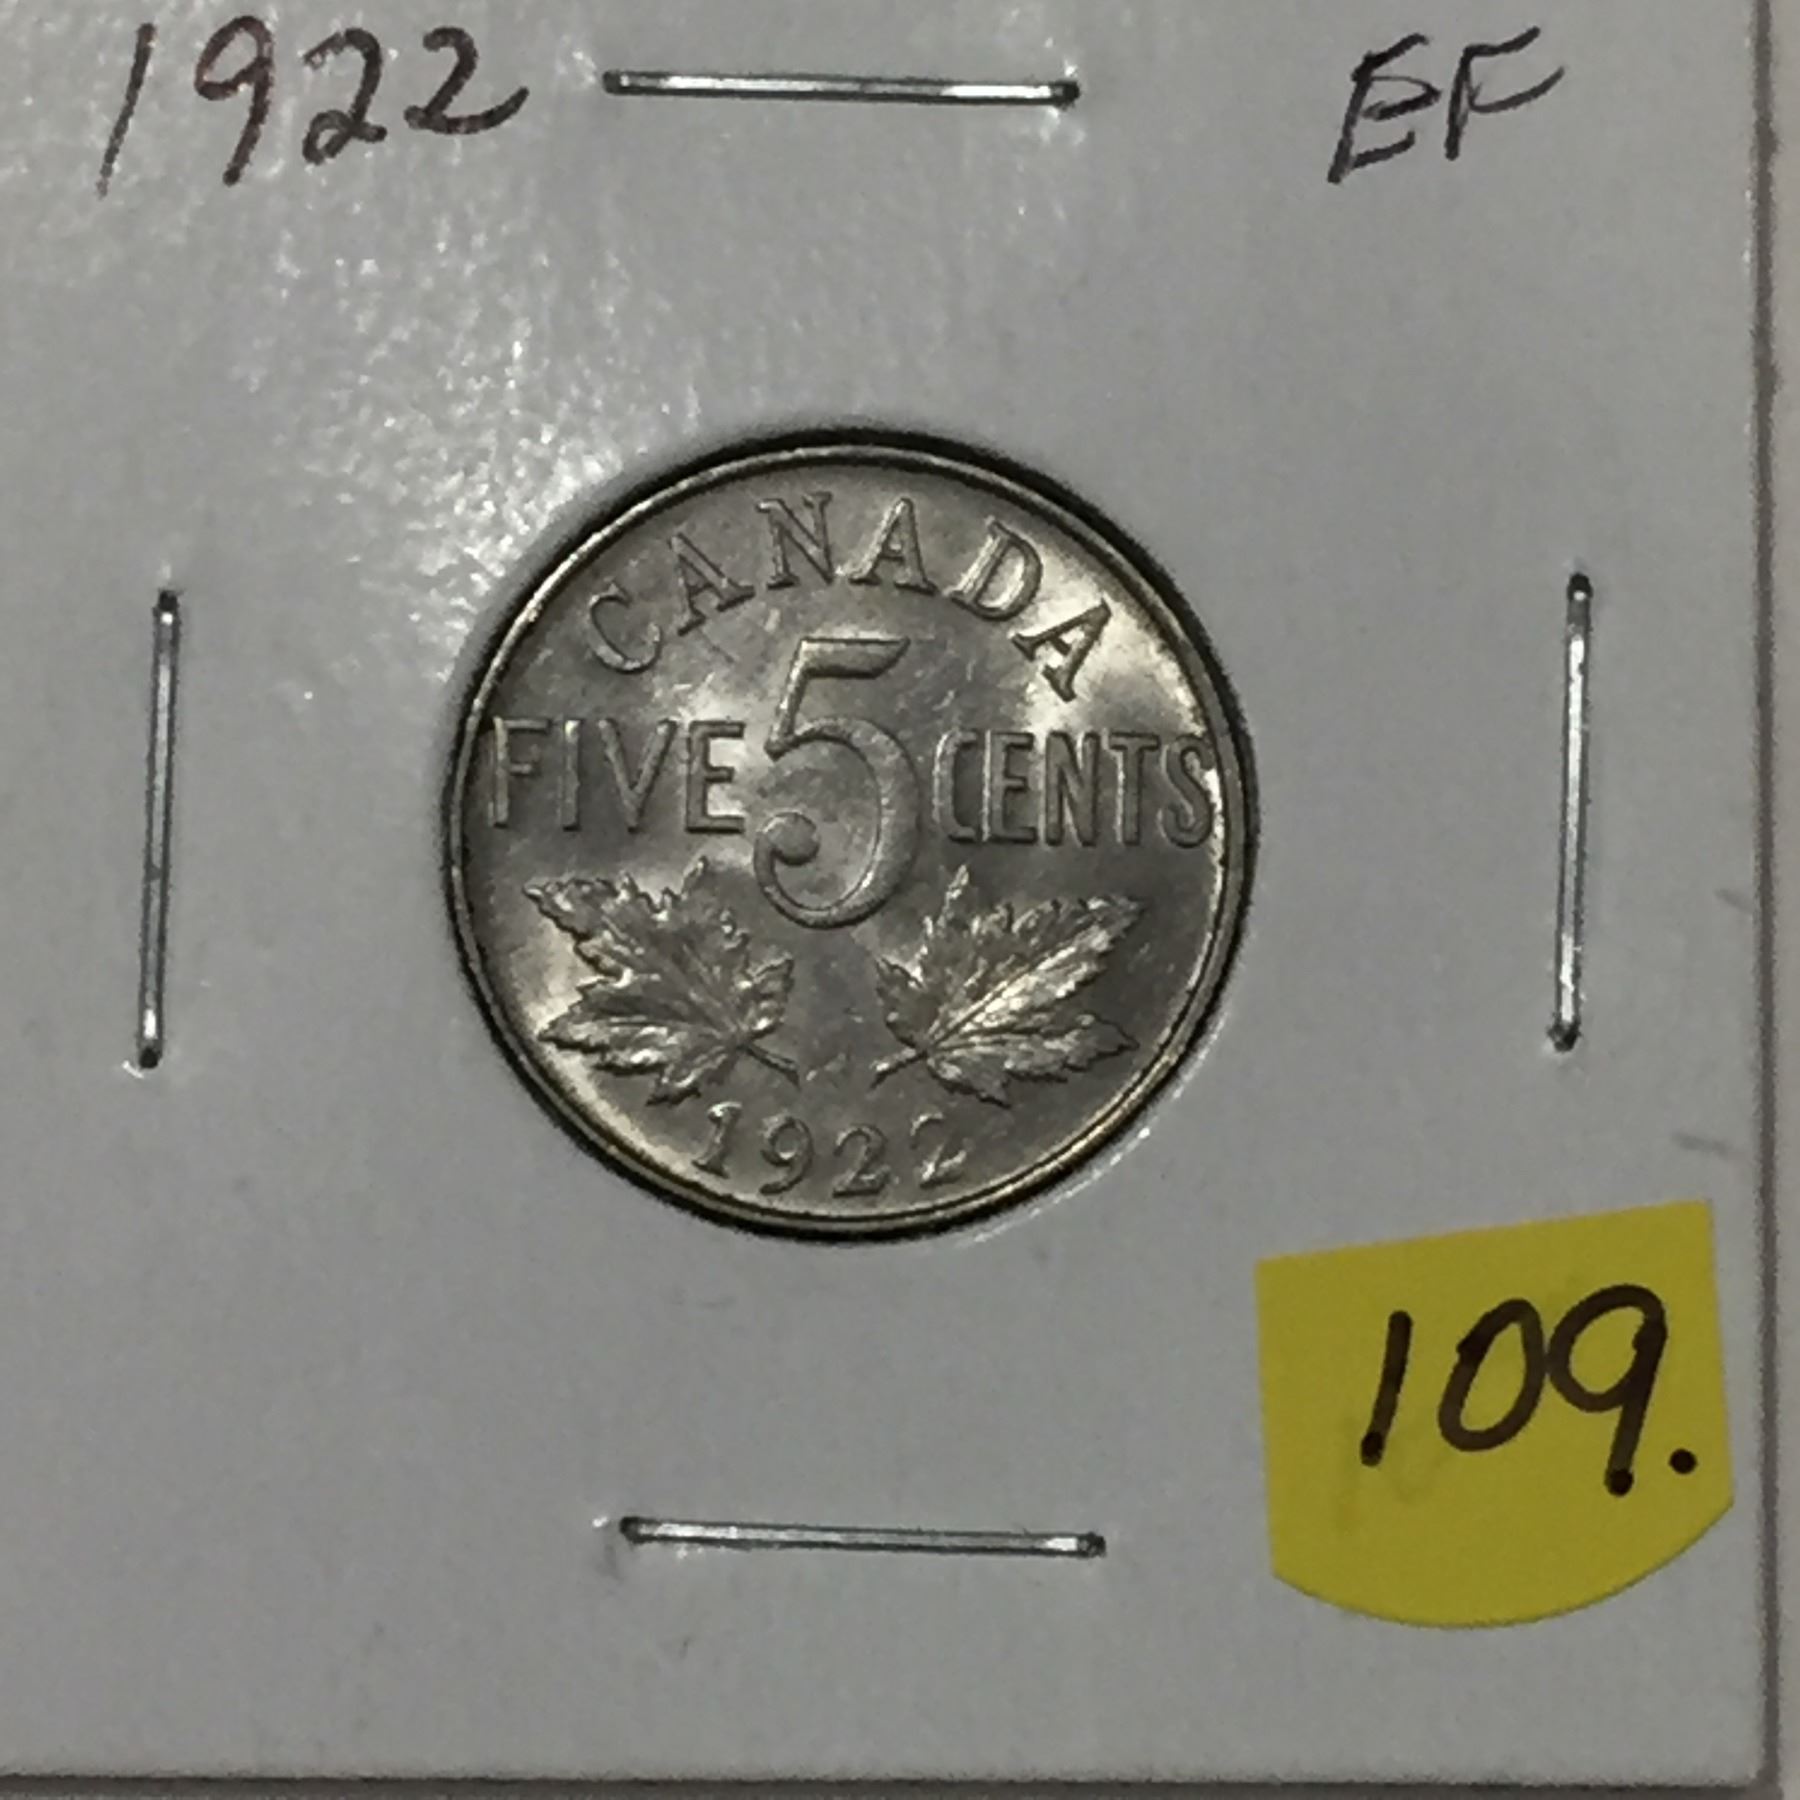 1922 EF
CANADA
FIVE 5 CENTS
1922
109.